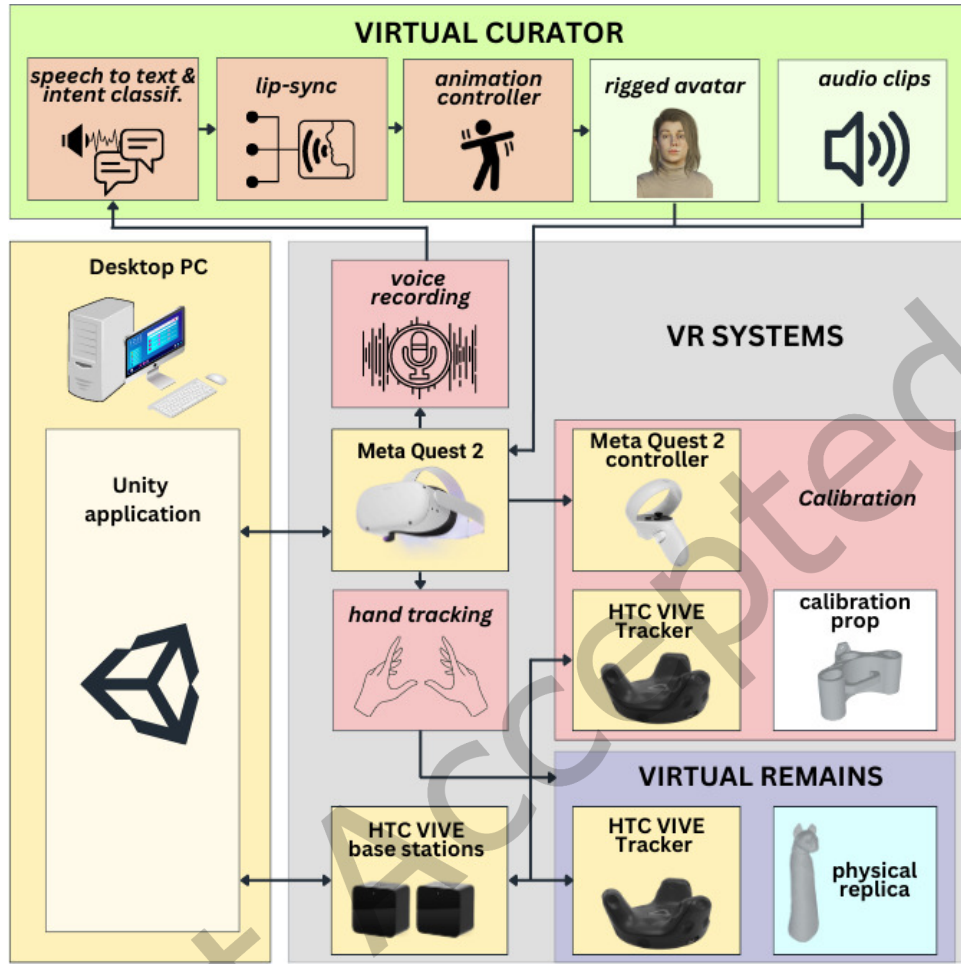 VIRTUAL CURATOR
speech to text &
intent classif.
lip-sync
animation
controller
rigged avatar
audio clips
Desktop PC
voice
recording
VR SYSTEMS
Meta Quest 2
Meta Quest 2
controller
Calibration
Unity
application
hand tracking
HTC VIVE
Tracker
calibration
prop
VIRTUAL REMAINS
HTC VIVE
base stations
HTC VIVE
Tracker
physical
replica
Accepted